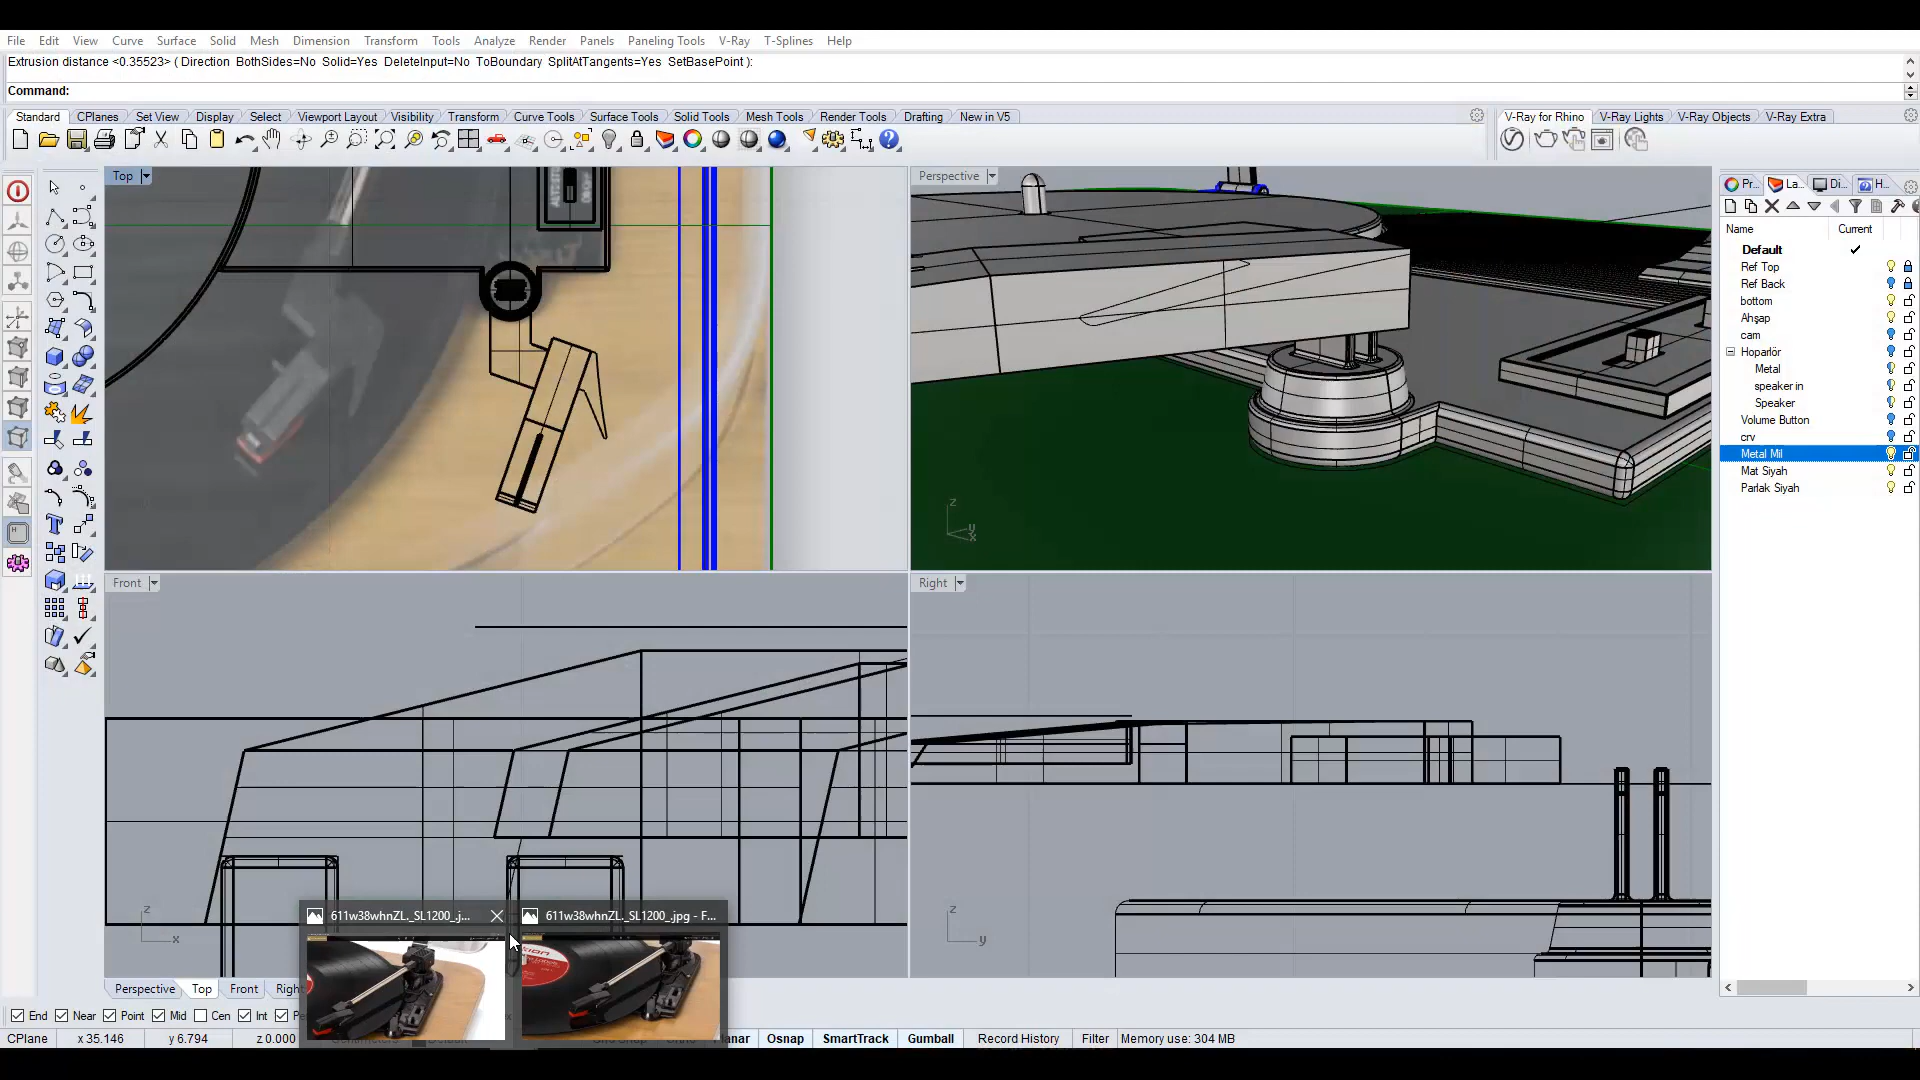 File Edit View Curve Surface Solid Mesh Dimension Transform Tools Analyze Render Panels Paneling Tools V-Ray T-Splines Help
Extrusion distance <0.35523> ( Direction BothSides=No Solid=Yes DeleteInput=No ToBoundary SplitAtTangents=Yes SetBasePoint ):
Command:
Standard CPlanes Set View Display Select Viewport Layout Visibility Transform Curve Tools Surface Tools Solid Tools Mesh Tools Render Tools Drafting New in V5
V-Ray for Rhino V-Ray Lights V-Ray Objects V-Ray Extra
Top
Perspective
Pr... La... Di... H...
Name Current
Default
Ref Top
Ref Back
bottom
Ahşap
cam
Hoparlör
Metal
speaker in
Speaker
Volume Button
crv
Metal Mil
Mat Siyah
Parlak Siyah
z
y
x
Front
Right
z
x
z
y
611w38whnZL._SL1200_.j...
611w38whnZL._SL1200_.jpg - F...
Perspective Top Front Right
End Near Point Mid Cen Int
CPlane x 35.146 y 6.794 z 0.000
Planar Osnap SmartTrack Gumball Record History Filter Memory use: 304 MB